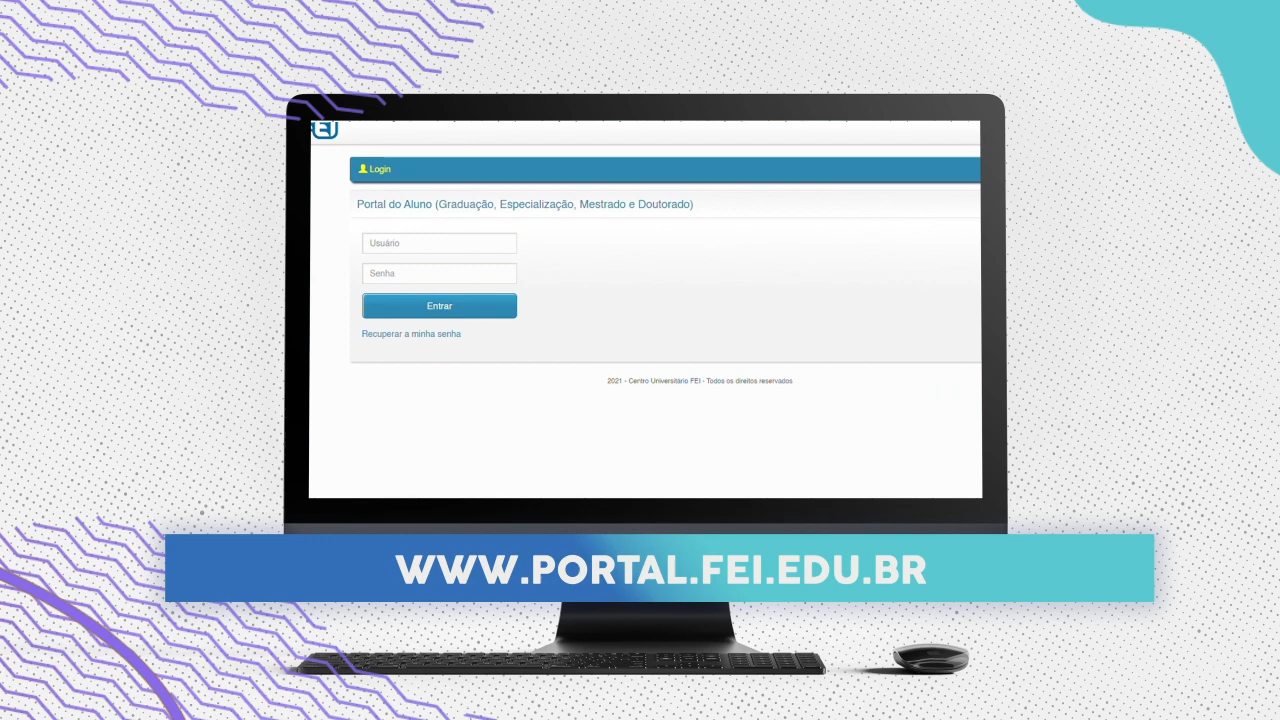 FEI
Login
Portal do Aluno (Graduação, Especialização, Mestrado e Doutorado)
Usuário
Senha
Entrar
Recuperar a minha senha
2021 - Centro Universitário FEI - Todos os direitos reservados
WWW.PORTAL.FEI.EDU.BR